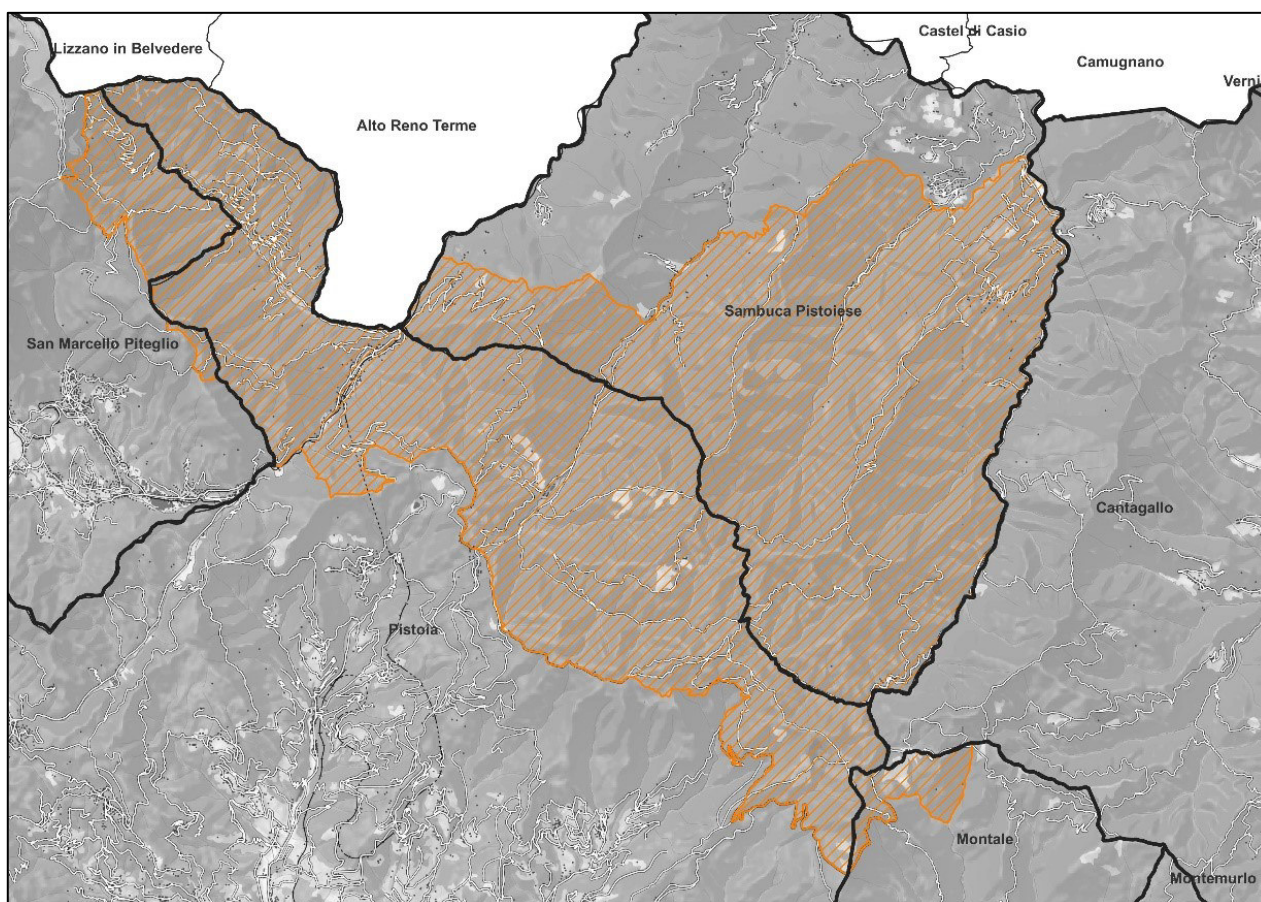 Castel di Casio
Lizzano in Belvedere
Camugnano
Verni
Alto Reno Terme
Sambuca Pistoiese
San Marcello Piteglio
Cantagallo
Pistoia
Montale
Montemurlo